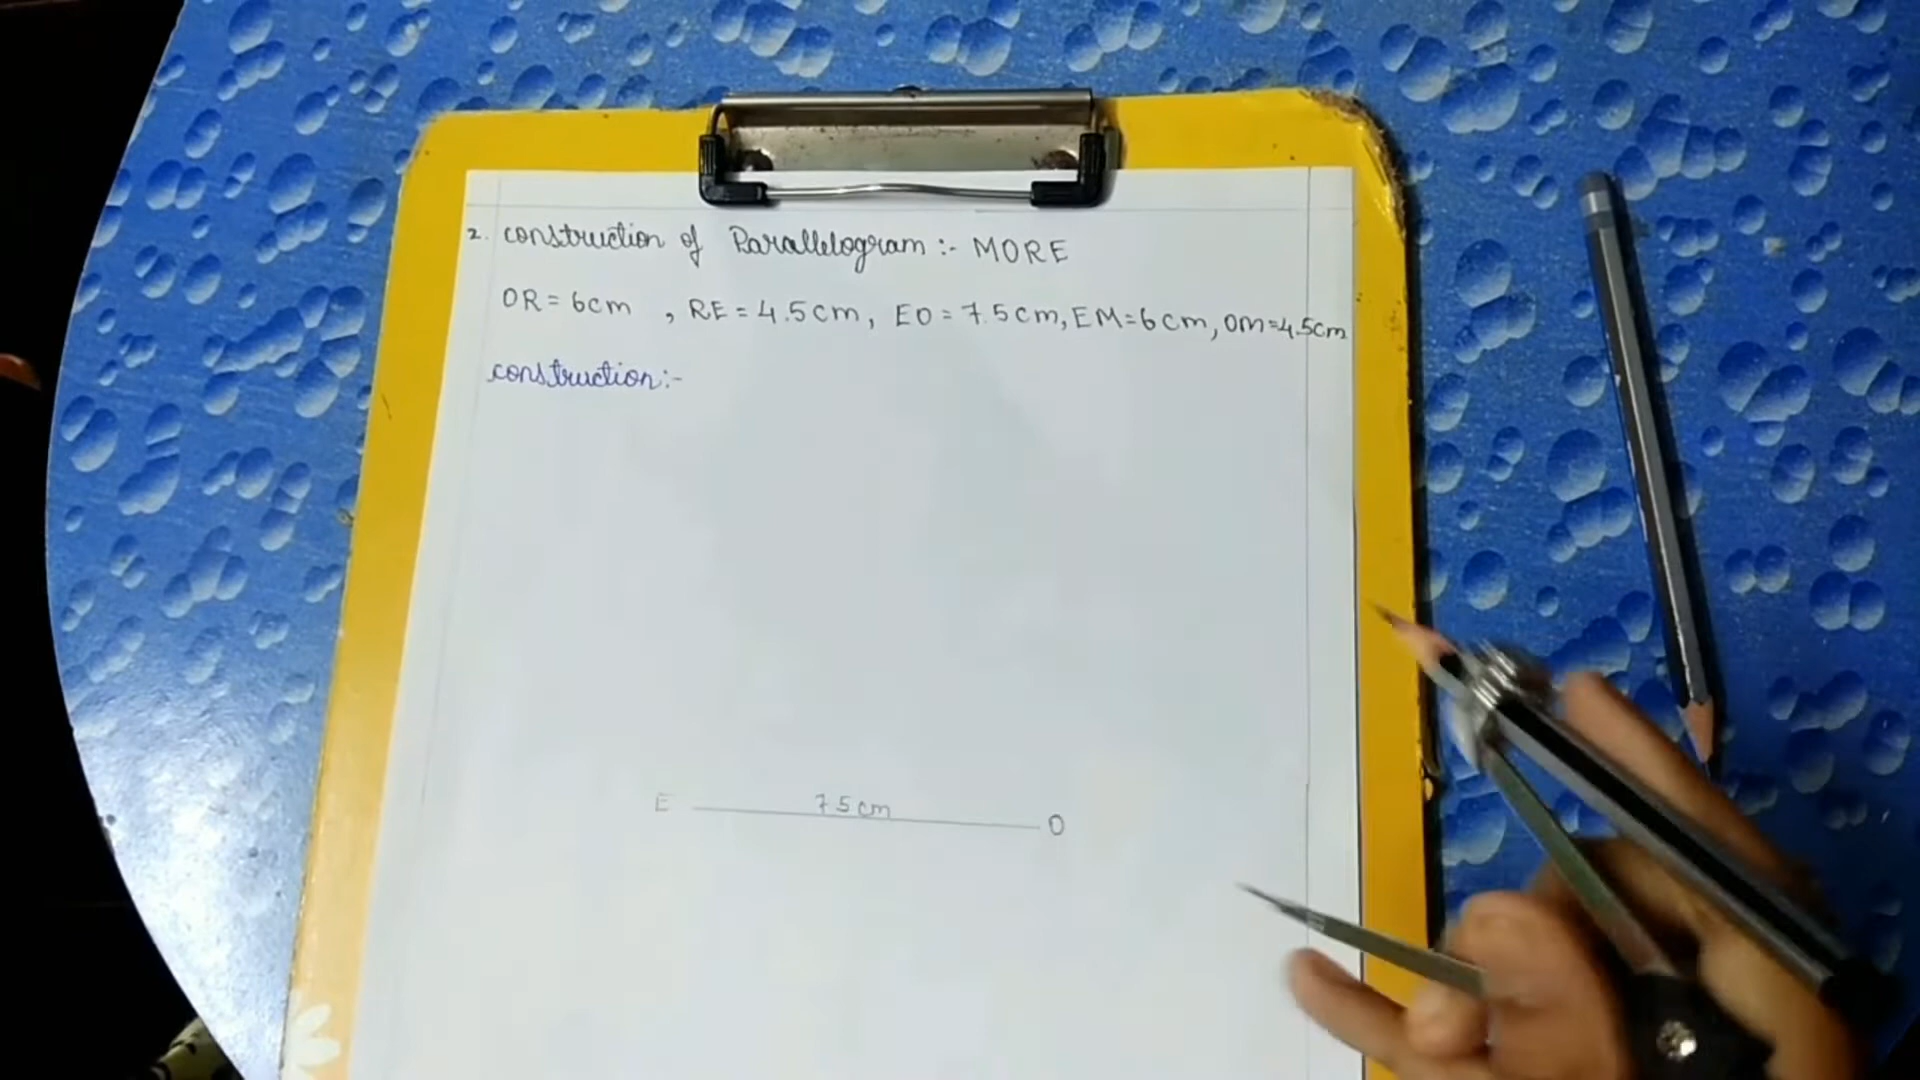 2. construction of Parallelogram :- MORE
OR = 6cm , RE = 4.5cm, EO = 7.5cm, EM=6cm, OM=4.5cm
construction:-
E 7.5cm O